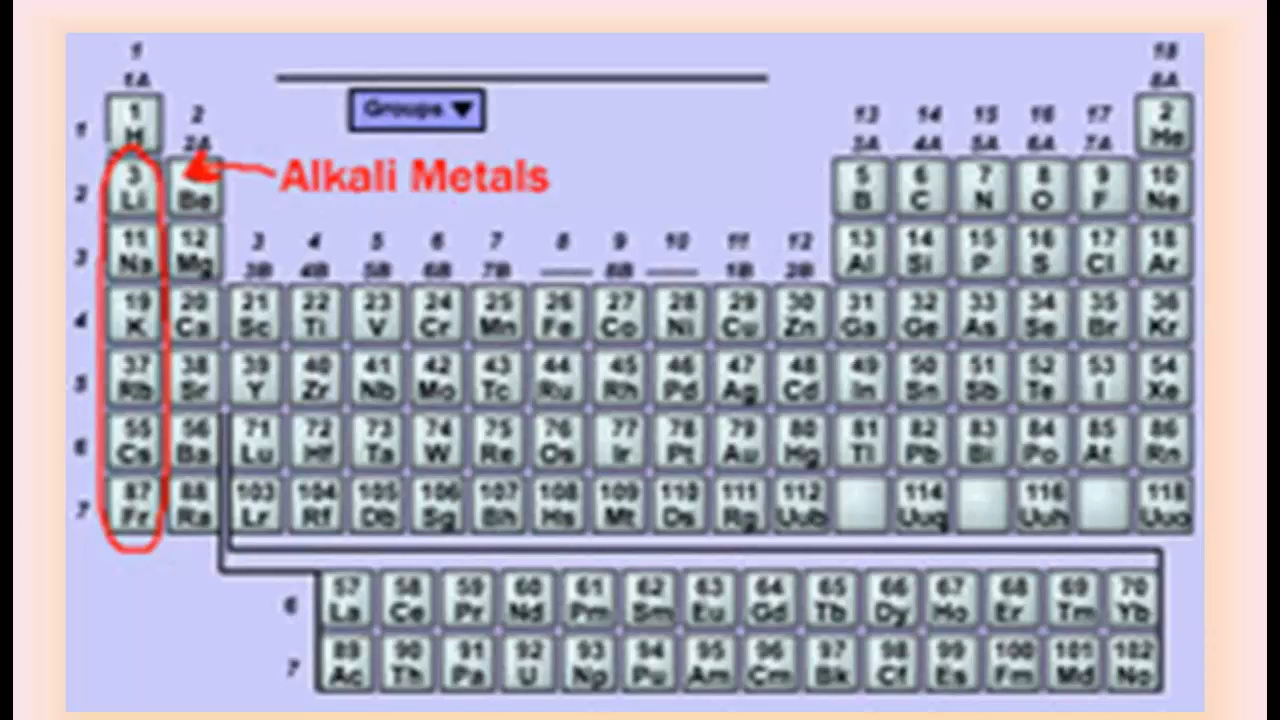 1 18
1A 8A
Groups ▼
1 1 2 13 14 15 16 17 2
H 2A 3A 4A 5A 6A 7A He
Alkali Metals
2 3 4 5 6 7 8 9 10
Li Be B C N O F Ne
3 11 12 3 4 5 6 7 8 9 10 11 12 13 14 15 16 17 18
Na Mg 3B 4B 5B 6B 7B 8B 1B 2B Al Si P S Cl Ar
4 19 20 21 22 23 24 25 26 27 28 29 30 31 32 33 34 35 36
K Ca Sc Ti V Cr Mn Fe Co Ni Cu Zn Ga Ge As Se Br Kr
5 37 38 39 40 41 42 43 44 45 46 47 48 49 50 51 52 53 54
Rb Sr Y Zr Nb Mo Tc Ru Rh Pd Ag Cd In Sn Sb Te I Xe
6 55 56 71 72 73 74 75 76 77 78 79 80 81 82 83 84 85 86
Cs Ba Lu Hf Ta W Re Os Ir Pt Au Hg Tl Pb Bi Po At Rn
7 87 88 103 104 105 106 107 108 109 110 111 112 114 116 118
Fr Ra Lr Rf Db Sg Bh Hs Mt Ds Rg Uub Uuq Uuh Uuo
6 57 58 59 60 61 62 63 64 65 66 67 68 69 70
La Ce Pr Nd Pm Sm Eu Gd Tb Dy Ho Er Tm Yb
7 89 90 91 92 93 94 95 96 97 98 99 100 101 102
Ac Th Pa U Np Pu Am Cm Bk Cf Es Fm Md No